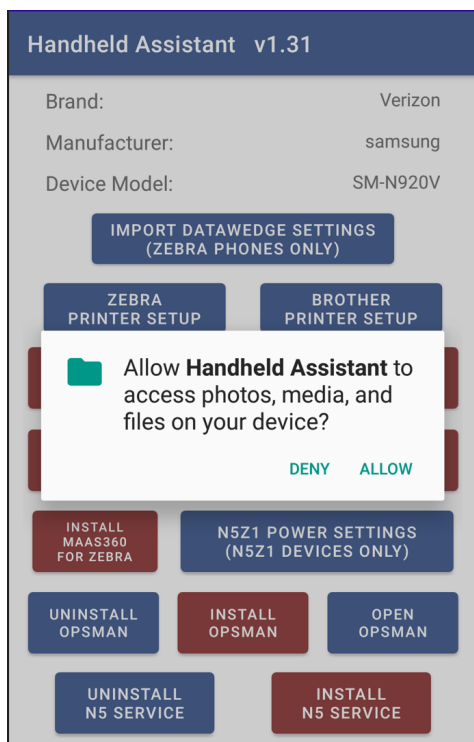 Handheld Assistant v1.31
Brand: Verizon
Manufacturer: samsung
Device Model: SM-N920V
IMPORT DATAWEDGE SETTINGS
(ZEBRA PHONES ONLY)
ZEBRA
PRINTER SETUP
BROTHER
PRINTER SETUP
Allow Handheld Assistant to
access photos, media, and
files on your device?
DENY ALLOW
INSTALL
MAAS360
FOR ZEBRA
N5Z1 POWER SETTINGS
(N5Z1 DEVICES ONLY)
UNINSTALL
OPSMAN
INSTALL
OPSMAN
OPEN
OPSMAN
UNINSTALL
N5 SERVICE
INSTALL
N5 SERVICE